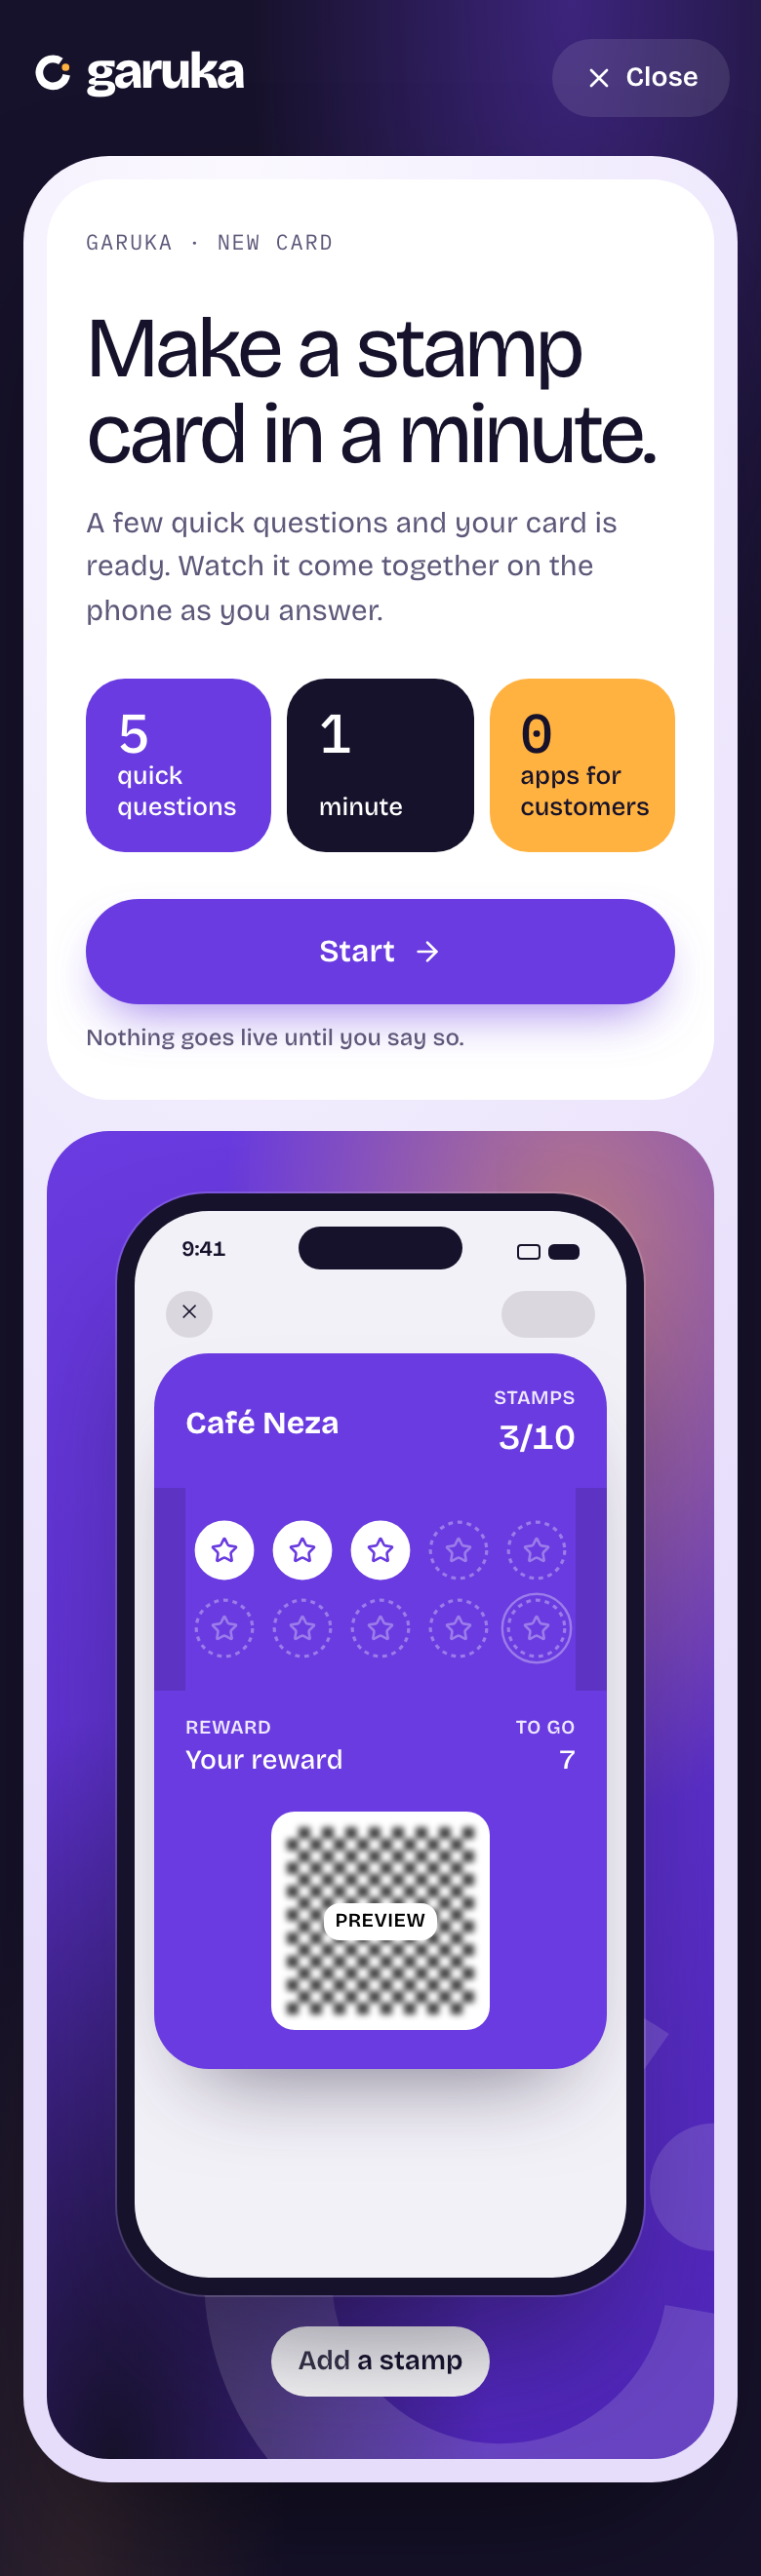 garuka
Close
GARUKA · NEW CARD
Make a stamp
card in a minute.
A few quick questions and your card is
ready. Watch it come together on the
phone as you answer.
5
quick
questions
1
minute
0
apps for
customers
Start
Nothing goes live until you say so.
9:41
Café Neza
STAMPS
3/10
REWARD
Your reward
TO GO
7
PREVIEW
Add a stamp